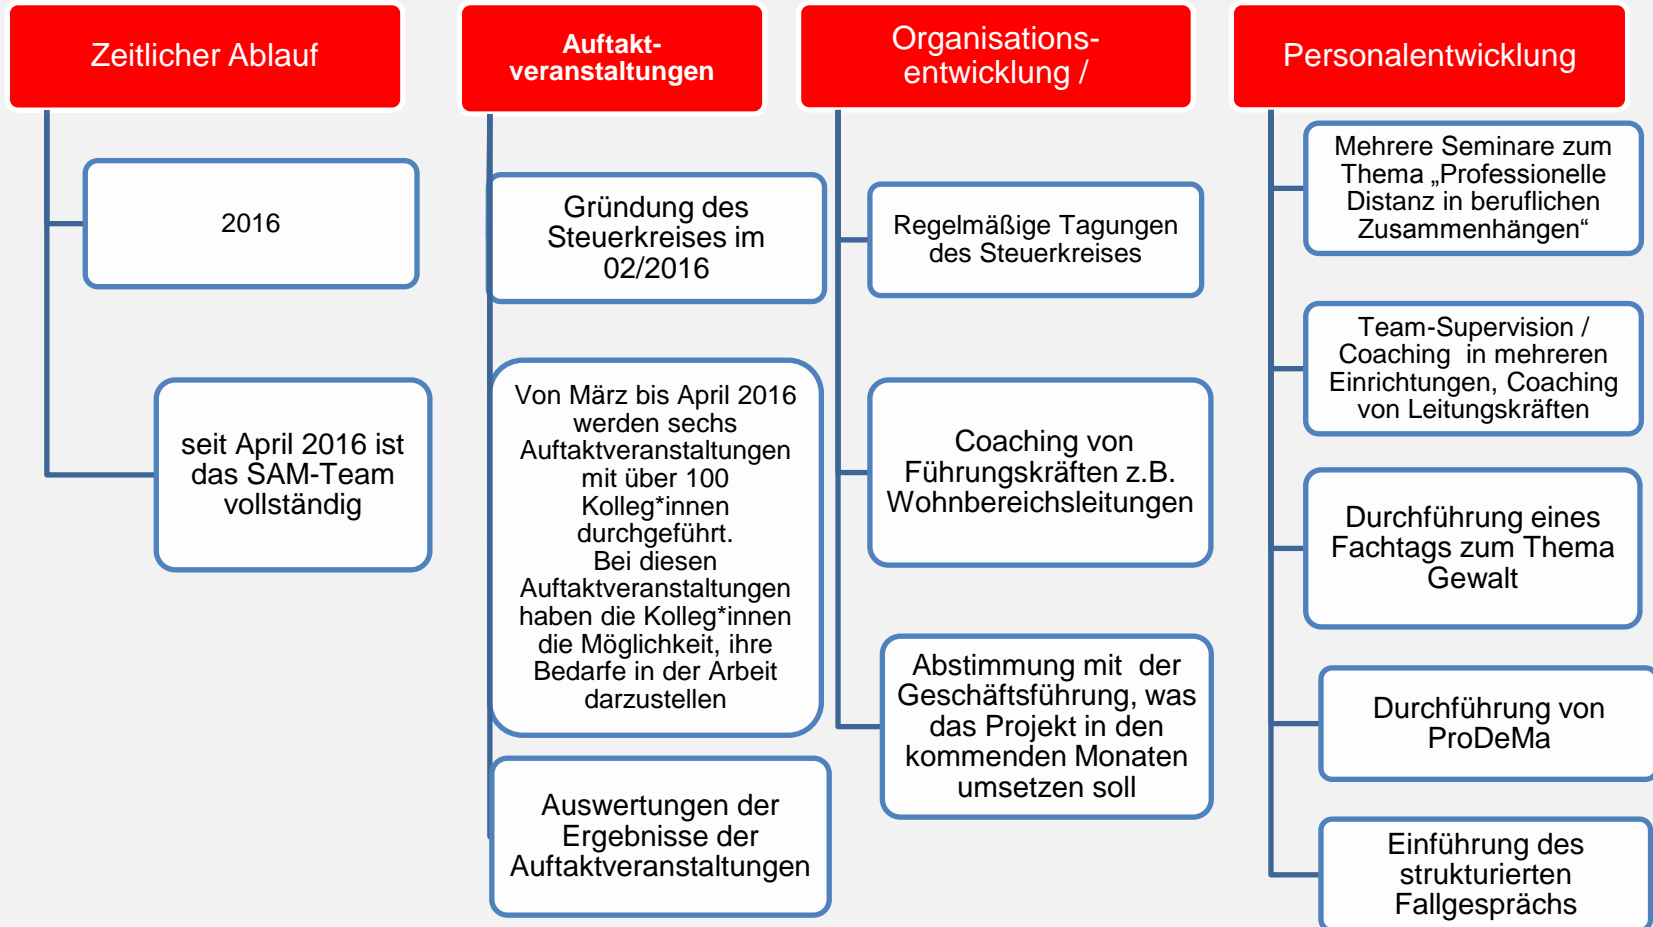 Zeitlicher Ablauf
2016
seit April 2016 ist
das SAM-Team
vollständig
Auftakt-
veranstaltungen
Gründung des
Steuerkreises im
02/2016
Von März bis April 2016
werden sechs
Auftaktveranstaltungen
mit über 100
Kolleg*innen
durchgeführt.
Bei diesen
Auftaktveranstaltungen
haben die Kolleg*innen
die Möglichkeit, ihre
Bedarfe in der Arbeit
darzustellen
Auswertungen der
Ergebnisse der
Auftaktveranstaltungen
Organisations-
entwicklung /
Regelmäßige Tagungen
des Steuerkreises
Coaching von
Führungskräften z.B.
Wohnbereichsleitungen
Abstimmung mit der
Geschäftsführung, was
das Projekt in den
kommenden Monaten
umsetzen soll
Personalentwicklung
Mehrere Seminare zum
Thema „Professionelle
Distanz in beruflichen
Zusammenhängen“
Team-Supervision /
Coaching in mehreren
Einrichtungen, Coaching
von Leitungskräften
Durchführung eines
Fachtags zum Thema
Gewalt
Durchführung von
ProDeMa
Einführung des
strukturierten
Fallgesprächs